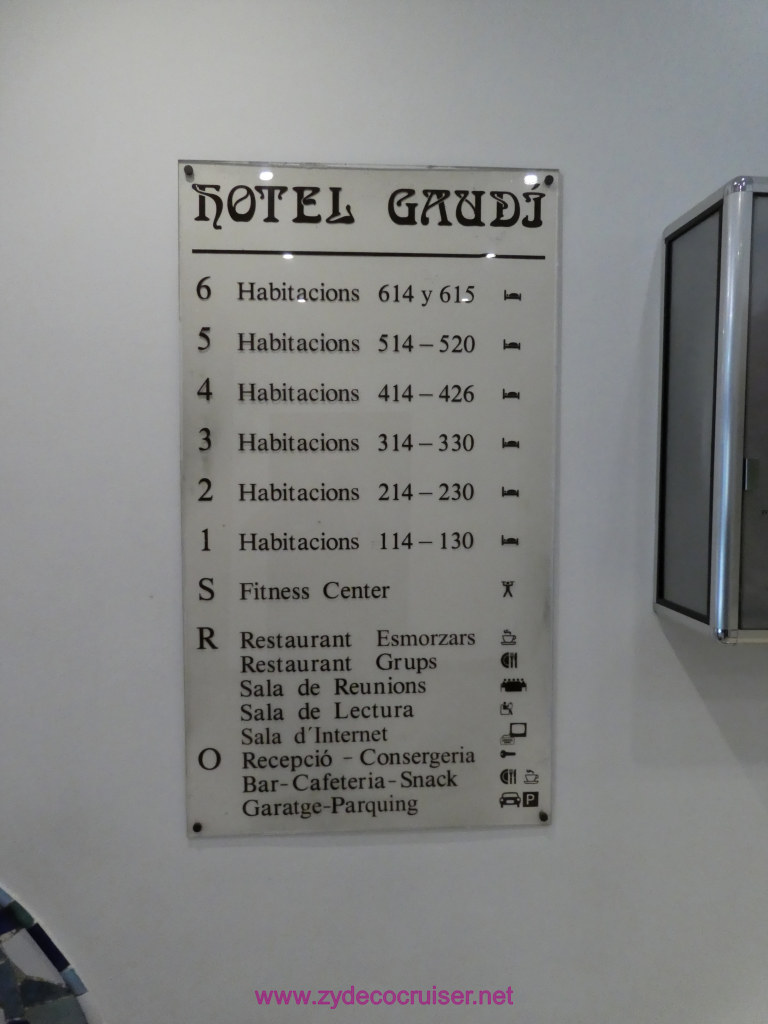 HOTEL GAUDÍ
6 Habitacions 614 y 615
5 Habitacions 514 – 520
4 Habitacions 414 – 426
3 Habitacions 314 – 330
2 Habitacions 214 – 230
1 Habitacions 114 – 130
S Fitness Center
R Restaurant Esmorzars
Restaurant Grups
Sala de Reunions
Sala de Lectura
Sala d´Internet
O Recepció - Consergeria
Bar-Cafeteria-Snack
Garatge-Parquing
P
www.zydecocruiser.net